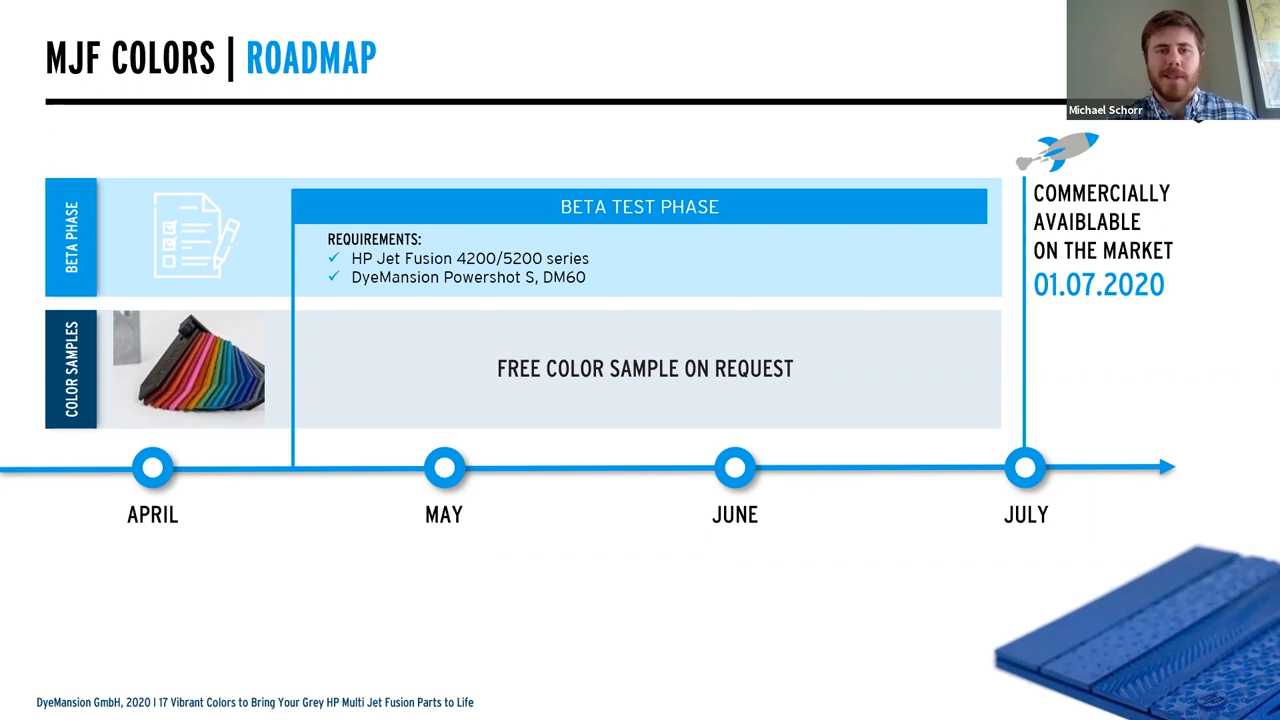 MJF COLORS | ROADMAP
Michael Schorr
BETA PHASE
BETA TEST PHASE
REQUIREMENTS:
✓ HP Jet Fusion 4200/5200 series
✓ DyeMansion Powershot S, DM60
COMMERCIALLY
AVAIBLABLE
ON THE MARKET
01.07.2020
COLOR SAMPLES
FREE COLOR SAMPLE ON REQUEST
APRIL
MAY
JUNE
JULY
DyeMansion GmbH, 2020 I 17 Vibrant Colors to Bring Your Grey HP Multi Jet Fusion Parts to Life